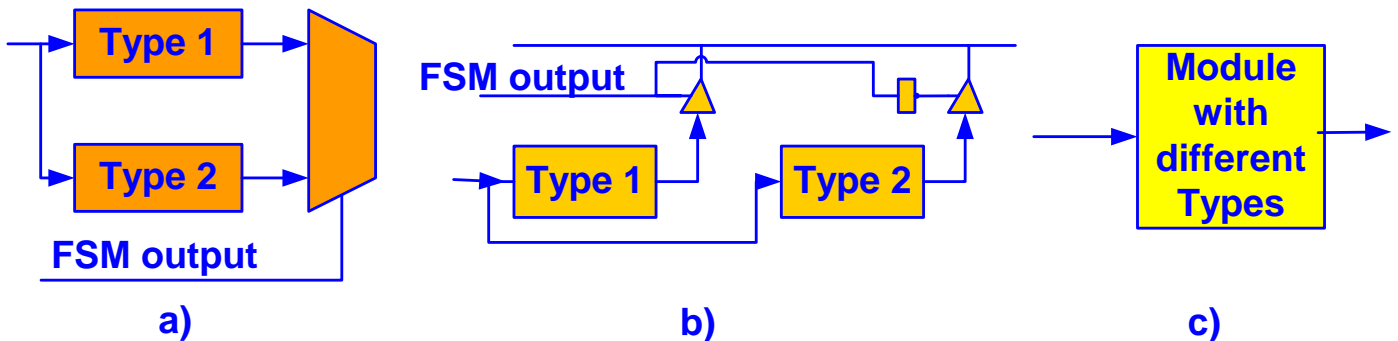 Type 1
Type 2
FSM output
a)
FSM output
Type 1
Type 2
b)
Module
with
different
Types
c)